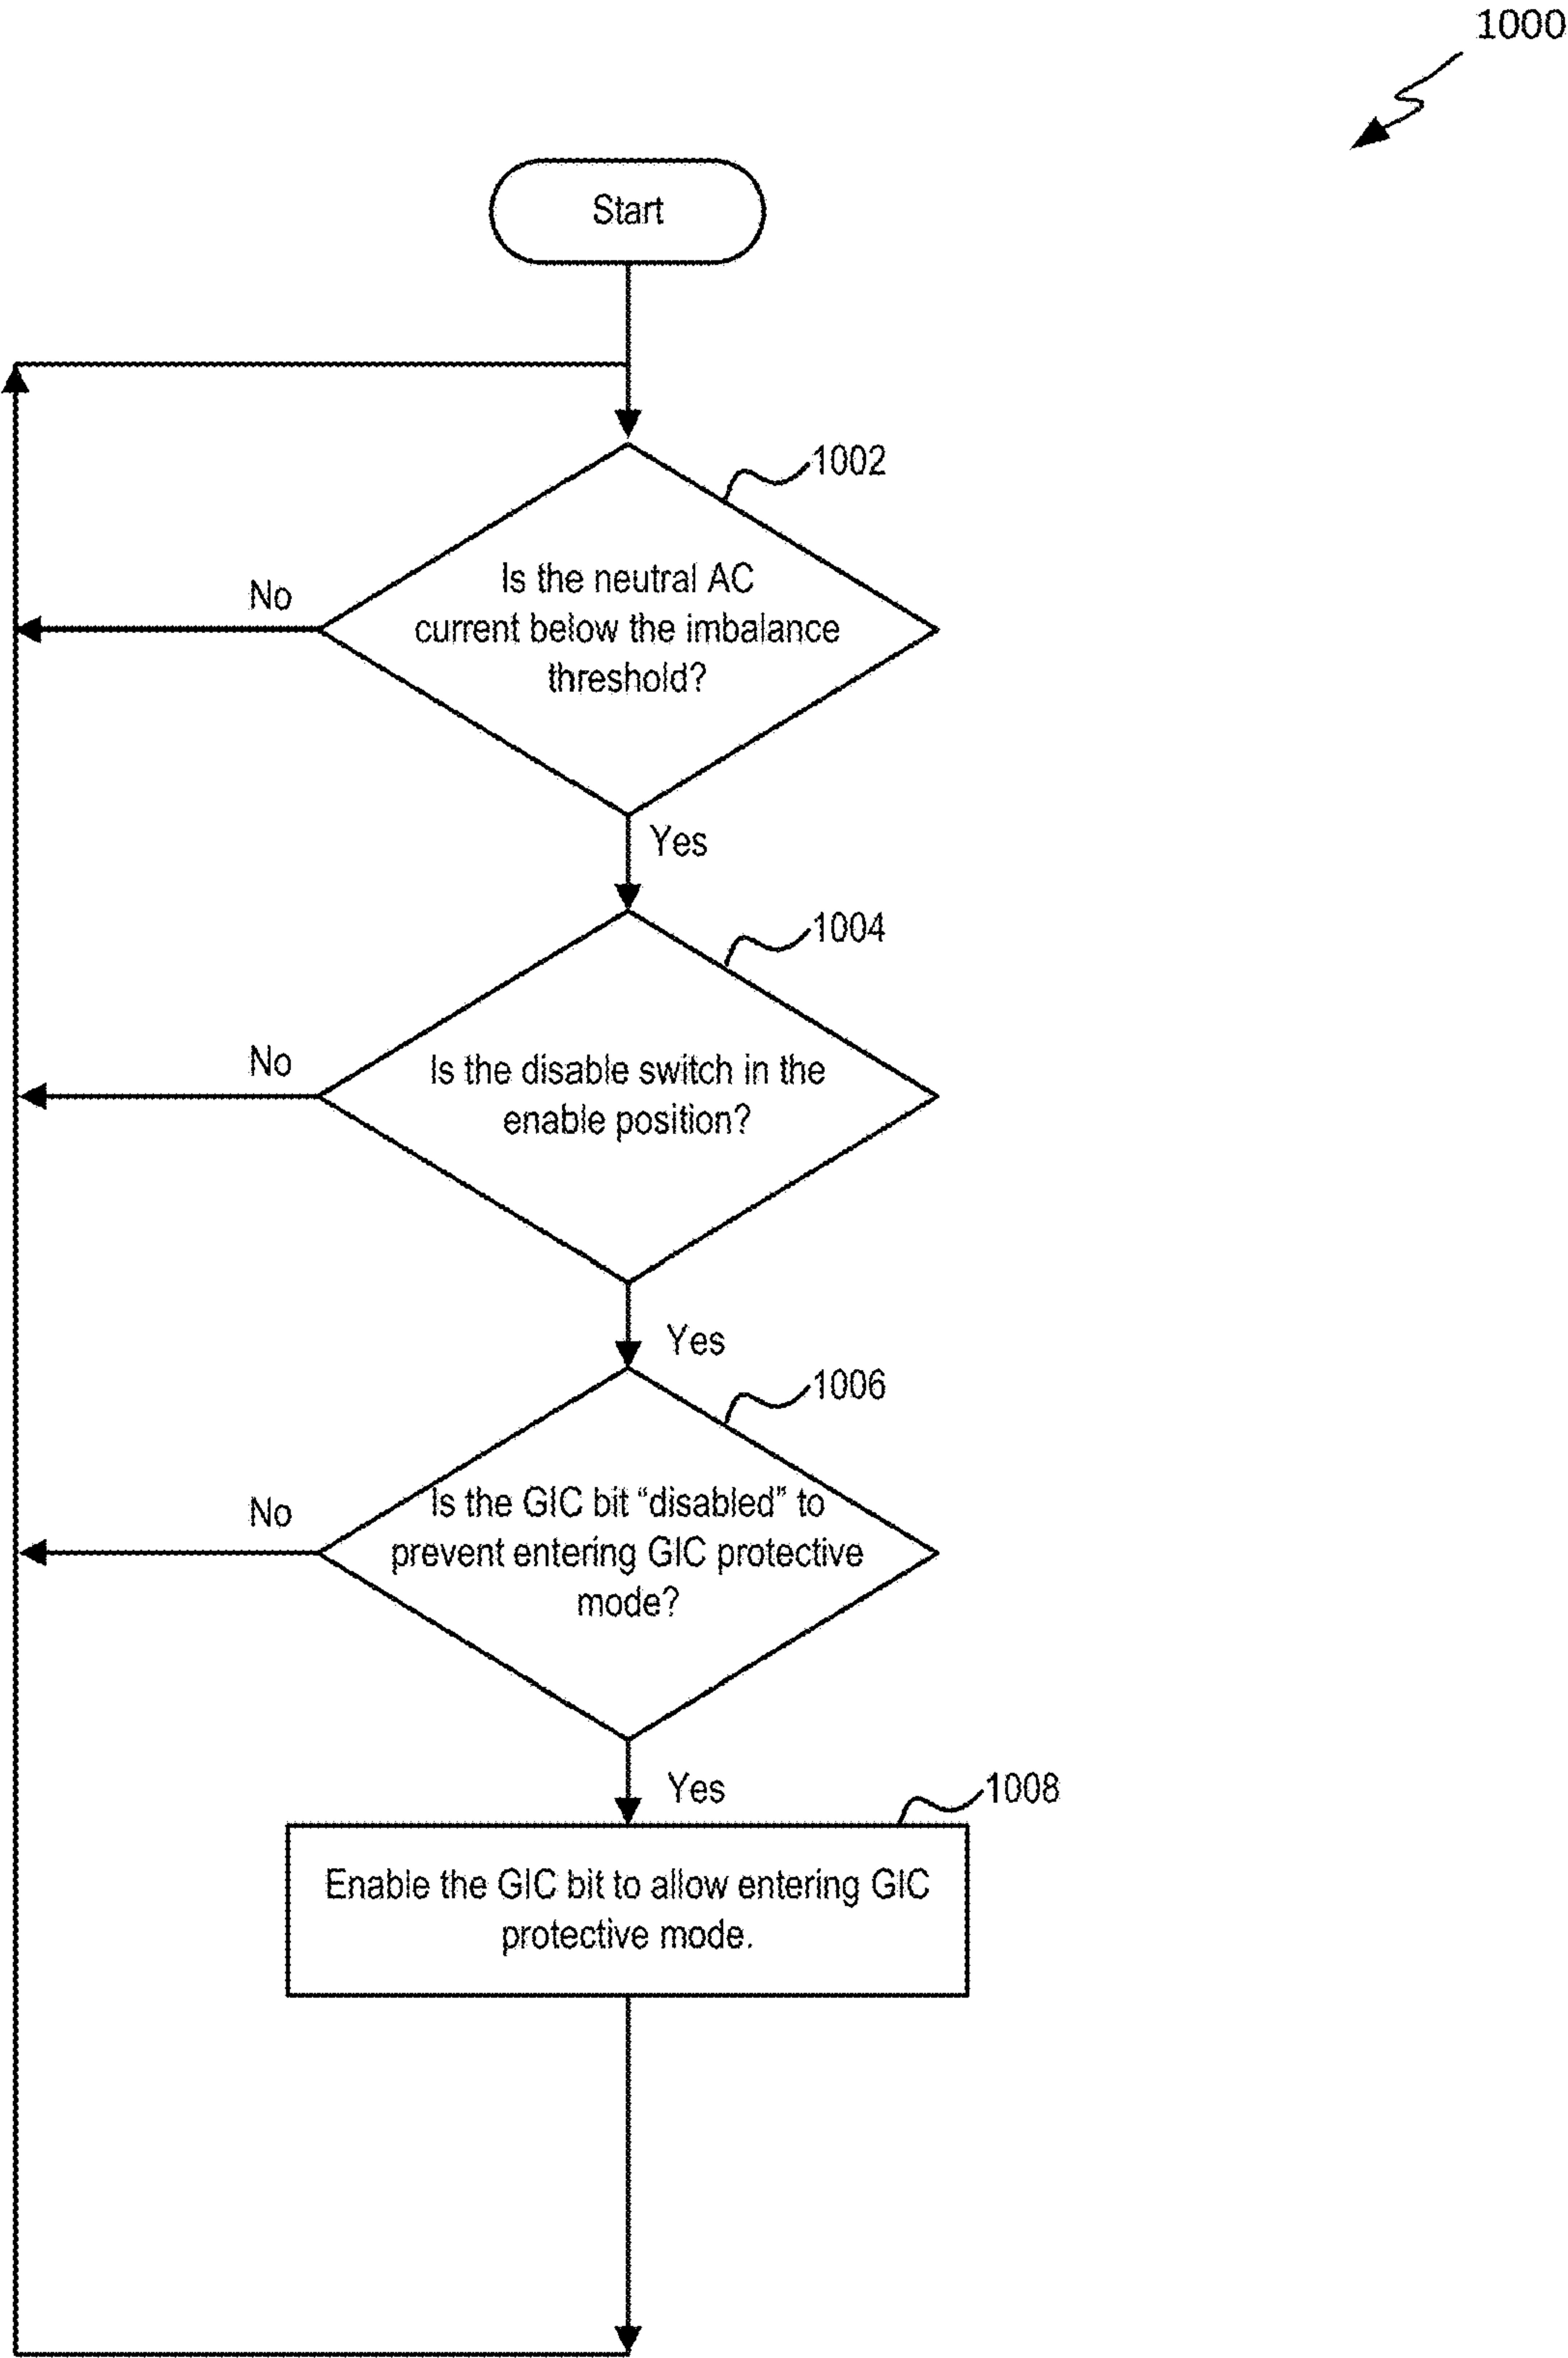 1000
Start
1002
Is the neutral AC
current below the imbalance
threshold?
No
Yes
1004
Is the disable switch in the
enable position?
No
Yes
1006
Is the GIC bit “disabled” to
prevent entering GIC protective
mode?
No
Yes
1008
Enable the GIC bit to allow entering GIC
protective mode.